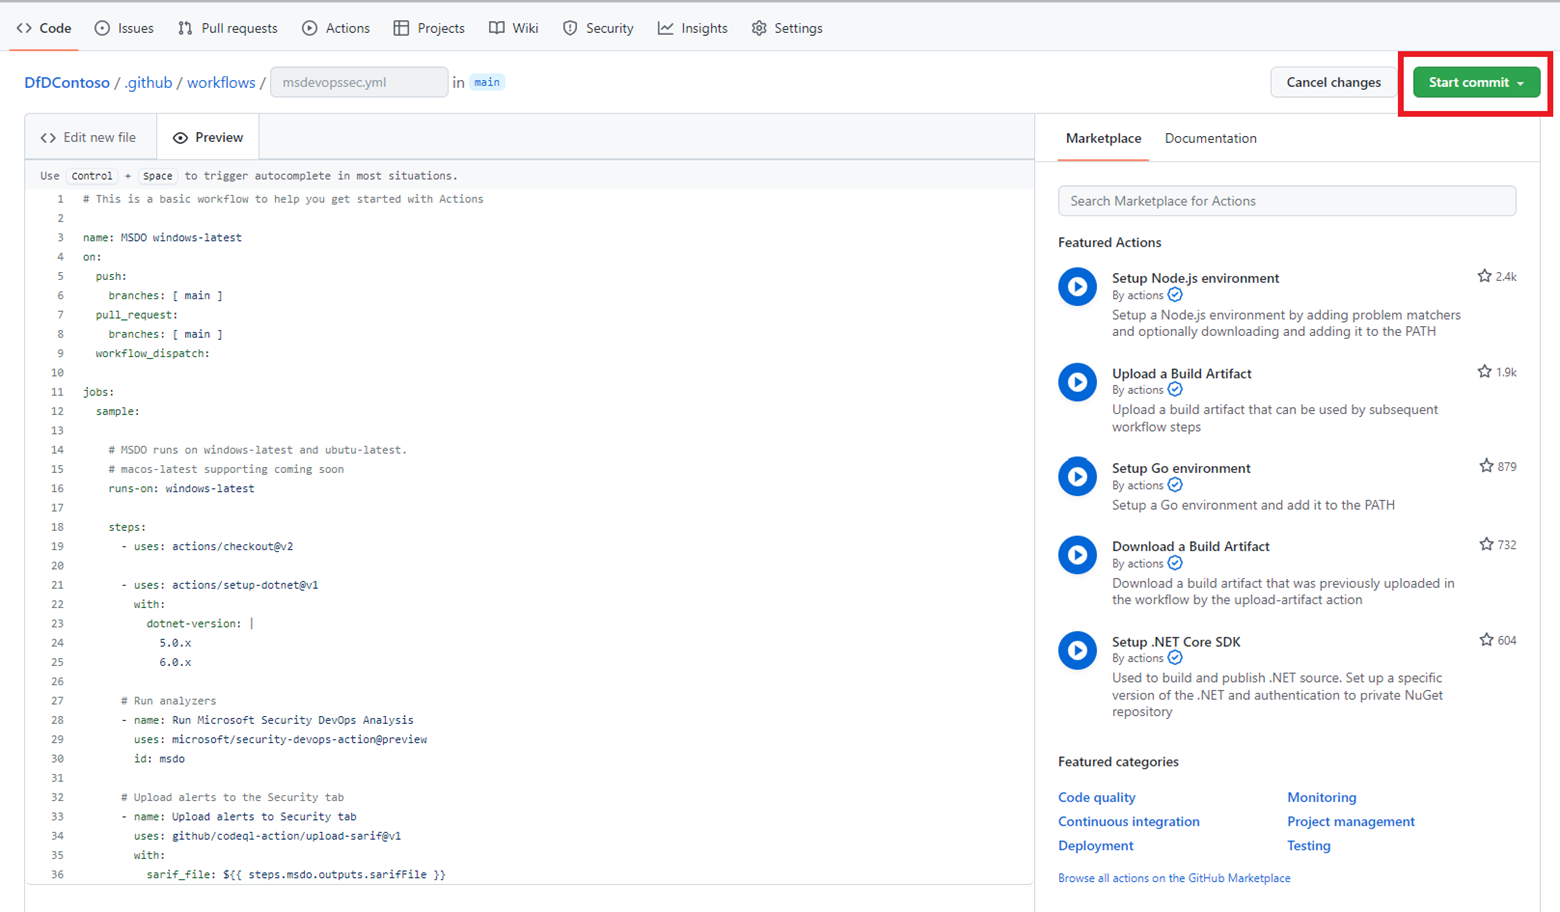 Code Issues Pull requests Actions Projects Wiki Security Insights Settings
DfDContoso / .github / workflows / msdevopssec.yml in main
Cancel changes Start commit
Edit new file Preview
Use Control + Space to trigger autocomplete in most situations.
1 # This is a basic workflow to help you get started with Actions
2
3 name: MSDO windows-latest
4 on:
5 push:
6 branches: [ main ]
7 pull_request:
8 branches: [ main ]
9 workflow_dispatch:
10
11 jobs:
12 sample:
13
14 # MSDO runs on windows-latest and ubutu-latest.
15 # macos-latest supporting coming soon
16 runs-on: windows-latest
17
18 steps:
19 - uses: actions/checkout@v2
20
21 - uses: actions/setup-dotnet@v1
22 with:
23 dotnet-version: |
24 5.0.x
25 6.0.x
26
27 # Run analyzers
28 - name: Run Microsoft Security DevOps Analysis
29 uses: microsoft/security-devops-action@preview
30 id: msdo
31
32 # Upload alerts to the Security tab
33 - name: Upload alerts to Security tab
34 uses: github/codeql-action/upload-sarif@v1
35 with:
36 sarif_file: ${{ steps.msdo.outputs.sarifFile }}
Marketplace Documentation
Search Marketplace for Actions
Featured Actions
Setup Node.js environment 2.4k
By actions
Setup a Node.js environment by adding problem matchers
and optionally downloading and adding it to the PATH
Upload a Build Artifact 1.9k
By actions
Upload a build artifact that can be used by subsequent
workflow steps
Setup Go environment 879
By actions
Setup a Go environment and add it to the PATH
Download a Build Artifact 732
By actions
Download a build artifact that was previously uploaded in
the workflow by the upload-artifact action
Setup .NET Core SDK 604
By actions
Used to build and publish .NET source. Set up a specific
version of the .NET and authentication to private NuGet
repository
Featured categories
Code quality Monitoring
Continuous integration Project management
Deployment Testing
Browse all actions on the GitHub Marketplace